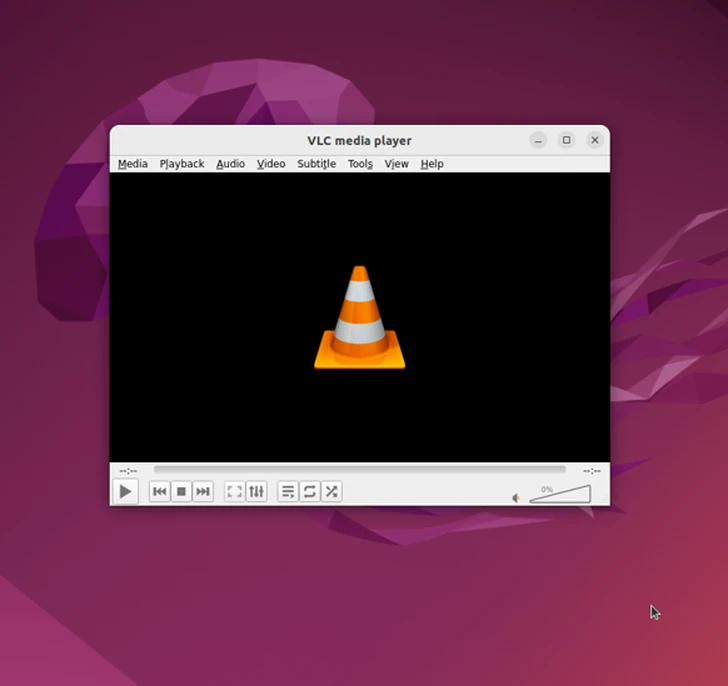 VLC media player
Media Playback Audio Video Subtitle Tools View Help
--:-- --:--
0%